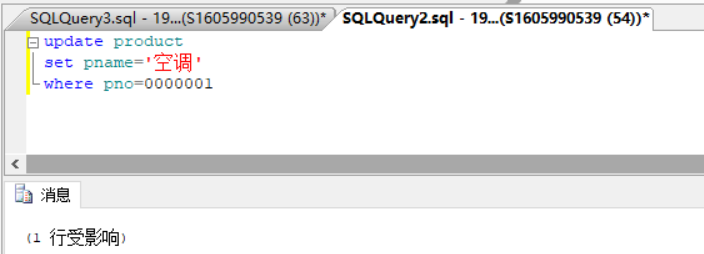 SQLQuery3.sql - 19...(S1605990539 (63))* SQLQuery2.sql - 19...(S1605990539 (54))*
update product
set pname='空调'
where pno=0000001
消息
(1 行受影响)